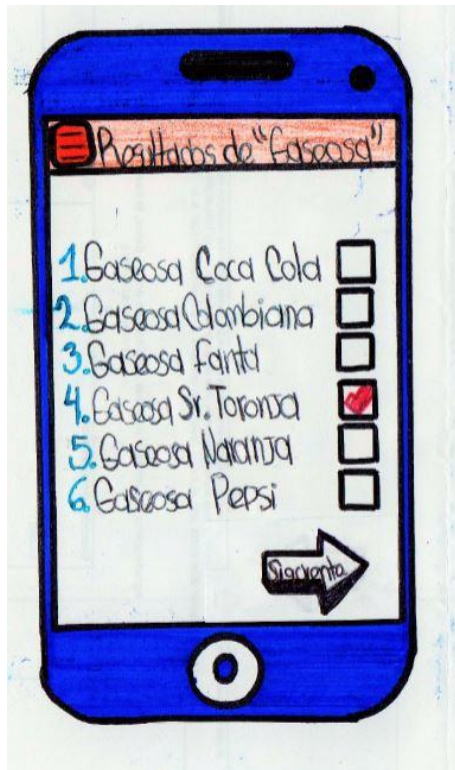 Resultados de "Gaseosa"
1. Gaseosa Coca Cola
2. Gaseosa Colombiana
3. Gaseosa fanta
4. Gaseosa Sr. Toronja
5. Gaseosa Naranja
6. Gaseosa Pepsi
Siguiente